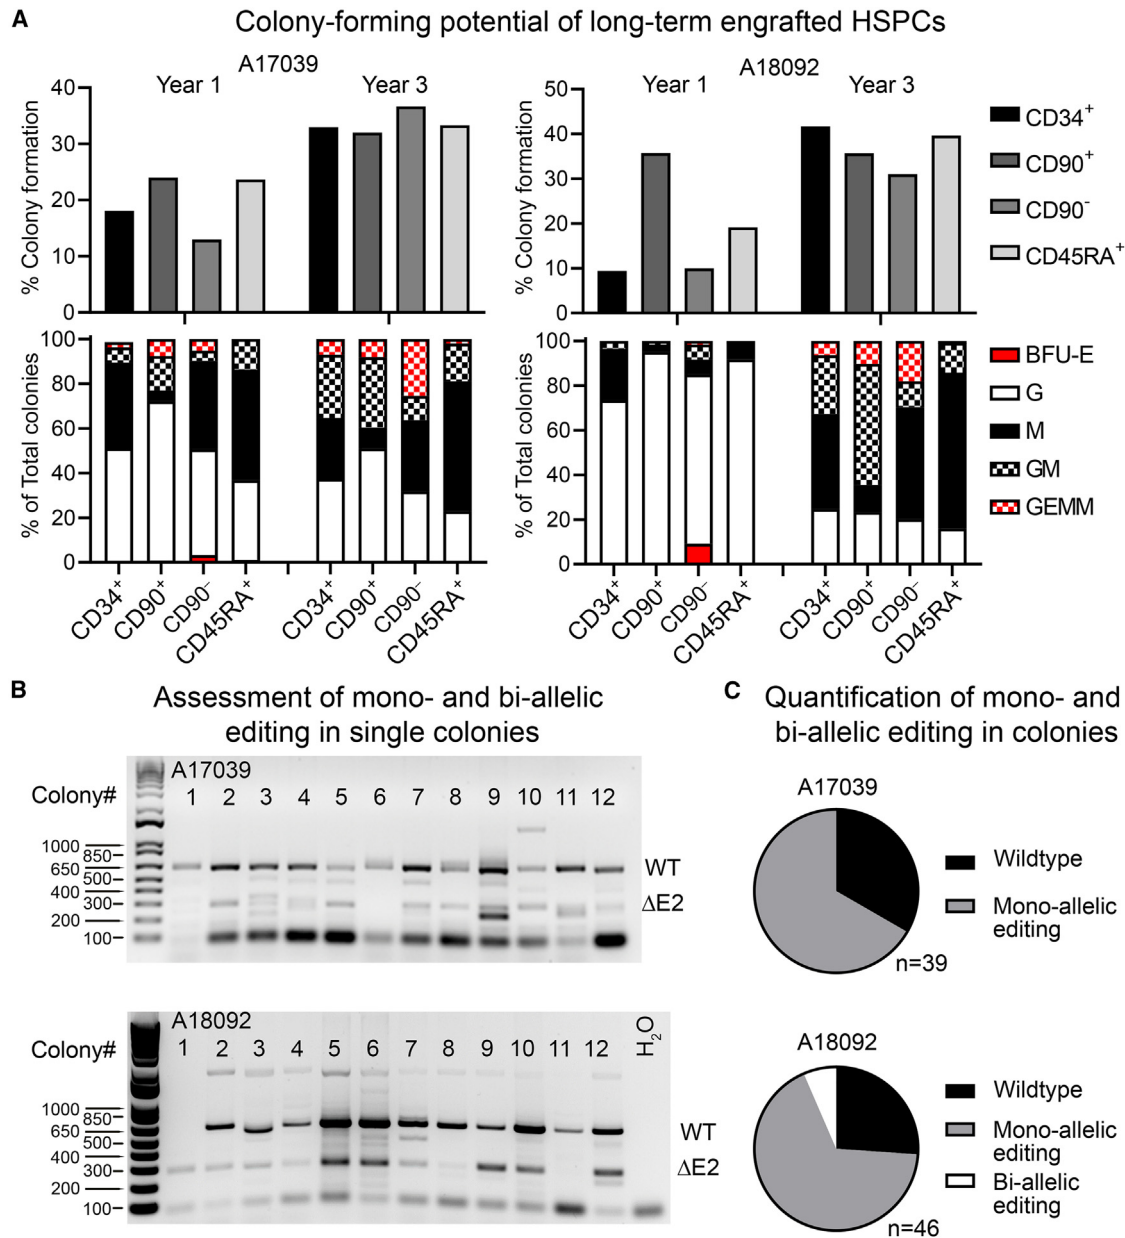 A
Colony-forming potential of long-term engrafted HSPCs
A17039
Year 1
Year 3
% Colony formation
40
30
20
10
0
A18092
Year 1
Year 3
% Colony formation
50
40
30
20
10
0
CD34+
CD90+
CD90-
CD45RA+
% of Total colonies
100
80
60
40
20
0
CD34+
CD90+
CD90−
CD45RA+
CD34+
CD90+
CD90−
CD45RA+
% of Total colonies
100
80
60
40
20
0
CD34+
CD90+
CD90−
CD45RA+
CD34+
CD90+
CD90−
CD45RA+
BFU-E
G
M
GM
GEMM
B
Assessment of mono- and bi-allelic
editing in single colonies
A17039
Colony# 1 2 3 4 5 6 7 8 9 10 11 12
1000
850
650
500
400
300
200
100
WT
ΔE2
A18092
Colony# 1 2 3 4 5 6 7 8 9 10 11 12 H2O
1000
850
650
500
400
300
200
100
WT
ΔE2
C
Quantification of mono- and
bi-allelic editing in colonies
A17039
Wildtype
Mono-allelic
editing
n=39
A18092
Wildtype
Mono-allelic
editing
Bi-allelic
editing
n=46